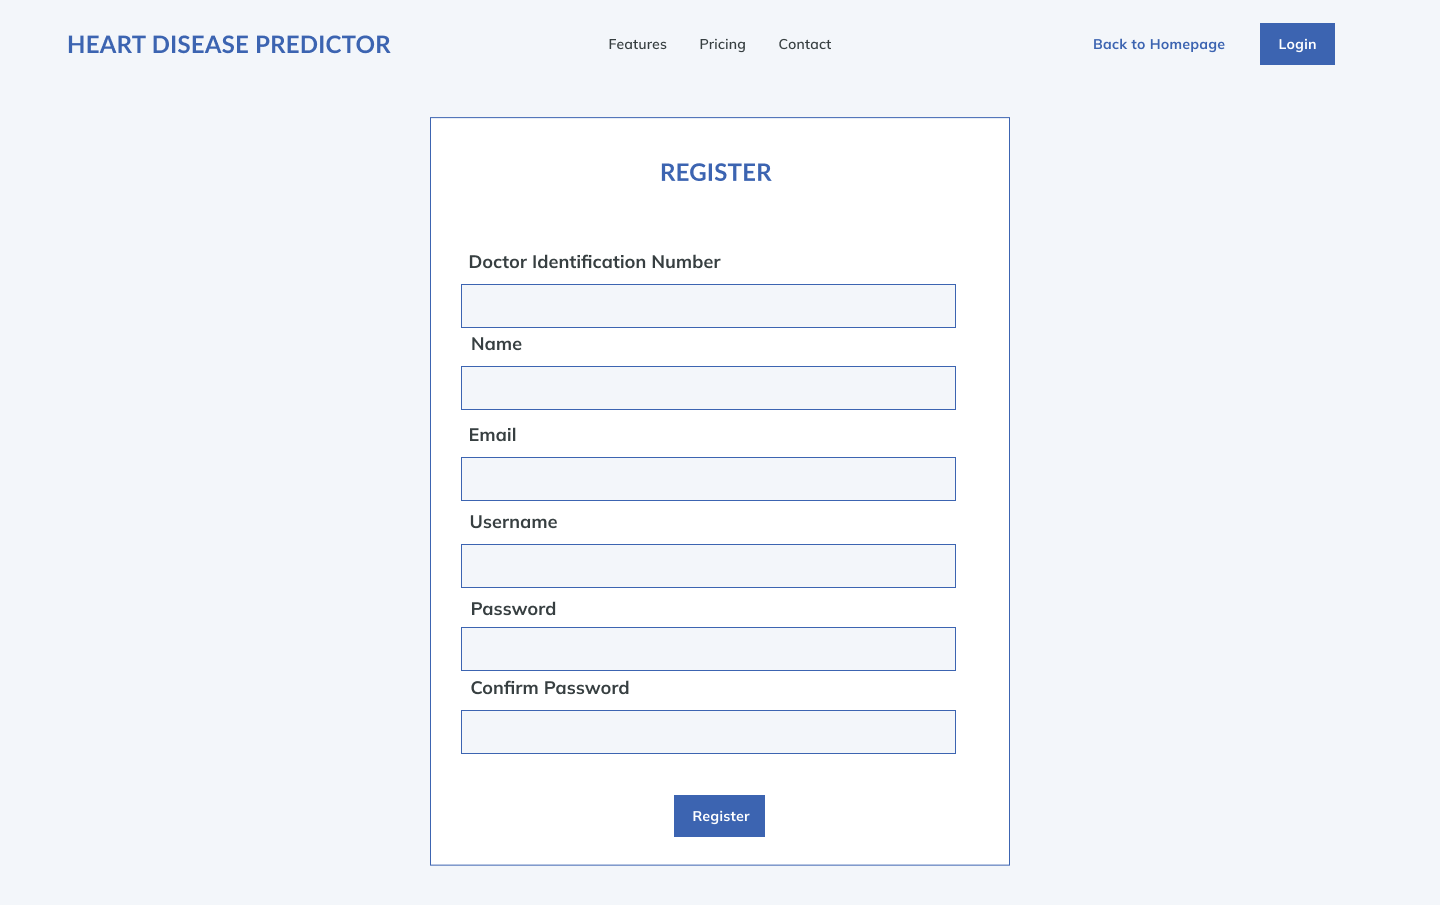 HEART DISEASE PREDICTOR
Features
Pricing
Contact
Back to Homepage
Login
REGISTER
Doctor Identification Number
Name
Email
Username
Password
Confirm Password
Register